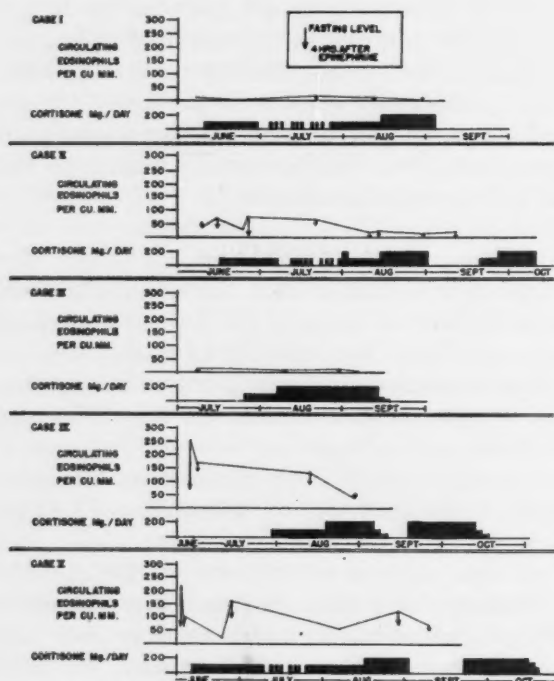 CASE I
300
250
200
150
100
50
CIRCULATING
EOSINOPHILS
PER CU. MM.
FASTING LEVEL
4 HRS. AFTER
EPINEPHRINE
CORTISONE Mg./ DAY
200
JUNE JULY AUG SEPT
CASE II
300
250
200
150
100
50
CIRCULATING
EOSINOPHILS
PER CU. MM.
CORTISONE Mg./ DAY
200
JUNE JULY AUG SEPT OCT
CASE III
300
250
200
150
100
50
CIRCULATING
EOSINOPHILS
PER CU. MM.
CORTISONE Mg./DAY
200
JULY AUG SEPT
CASE IV
300
250
200
150
100
50
CIRCULATING
EOSINOPHILS
PER CU. MM.
CORTISONE Mg./DAY
200
JUNE JULY AUG SEPT OCT
CASE V
300
250
200
150
100
50
CIRCULATING
EOSINOPHILS
PER CU. MM.
CORTISONE Mg./DAY
200
JUNE JULY AUG SEPT OCT